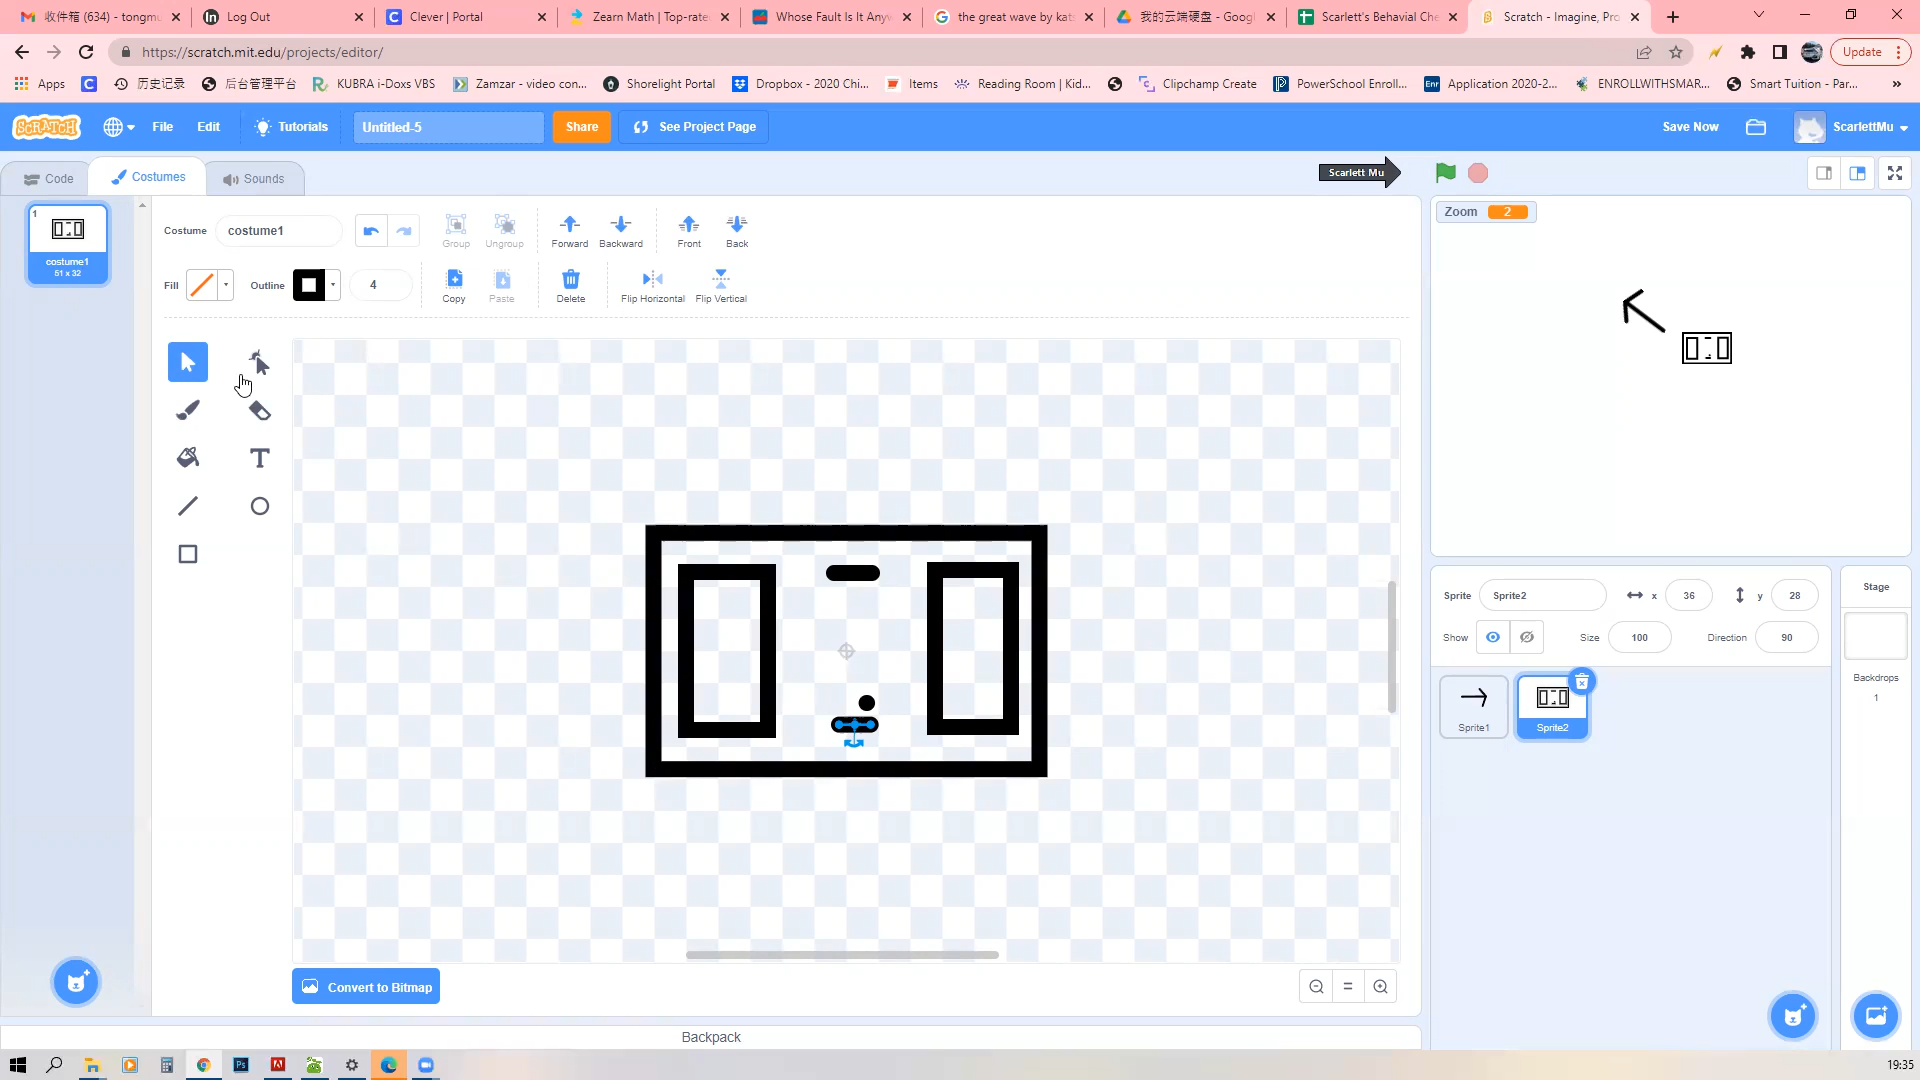 收件箱 (634) - tongmu
Log Out
Clever | Portal
Zearn Math | Top-rate
Whose Fault Is It Anyw
the great wave by kats
我的云端硬盘 - Googl
Scarlett's Behavial Che
Scratch - Imagine, Pro
https://scratch.mit.edu/projects/editor/
Update
Apps
历史记录
后台管理平台
KUBRA i-Doxs VBS
Zamzar - video con...
Shorelight Portal
Dropbox - 2020 Chi...
Items
Reading Room | Kid...
Clipchamp Create
PowerSchool Enroll...
Enr
Application 2020-2...
ENROLLWITHSMAR...
Smart Tuition - Par...
»
SCRATCH
File
Edit
Tutorials
Untitled-5
Share
See Project Page
Save Now
ScarlettMu
Code
Costumes
Sounds
Scarlett Mu
1
costume1
51 x 32
Costume
costume1
Group
Ungroup
Forward
Backward
Front
Back
Fill
Outline
4
Copy
Paste
Delete
Flip Horizontal
Flip Vertical
Convert to Bitmap
Backpack
Zoom 2
Sprite
Sprite2
x
36
y
28
Show
Size
100
Direction
90
Sprite1
Sprite2
Stage
Backdrops
1
19:35